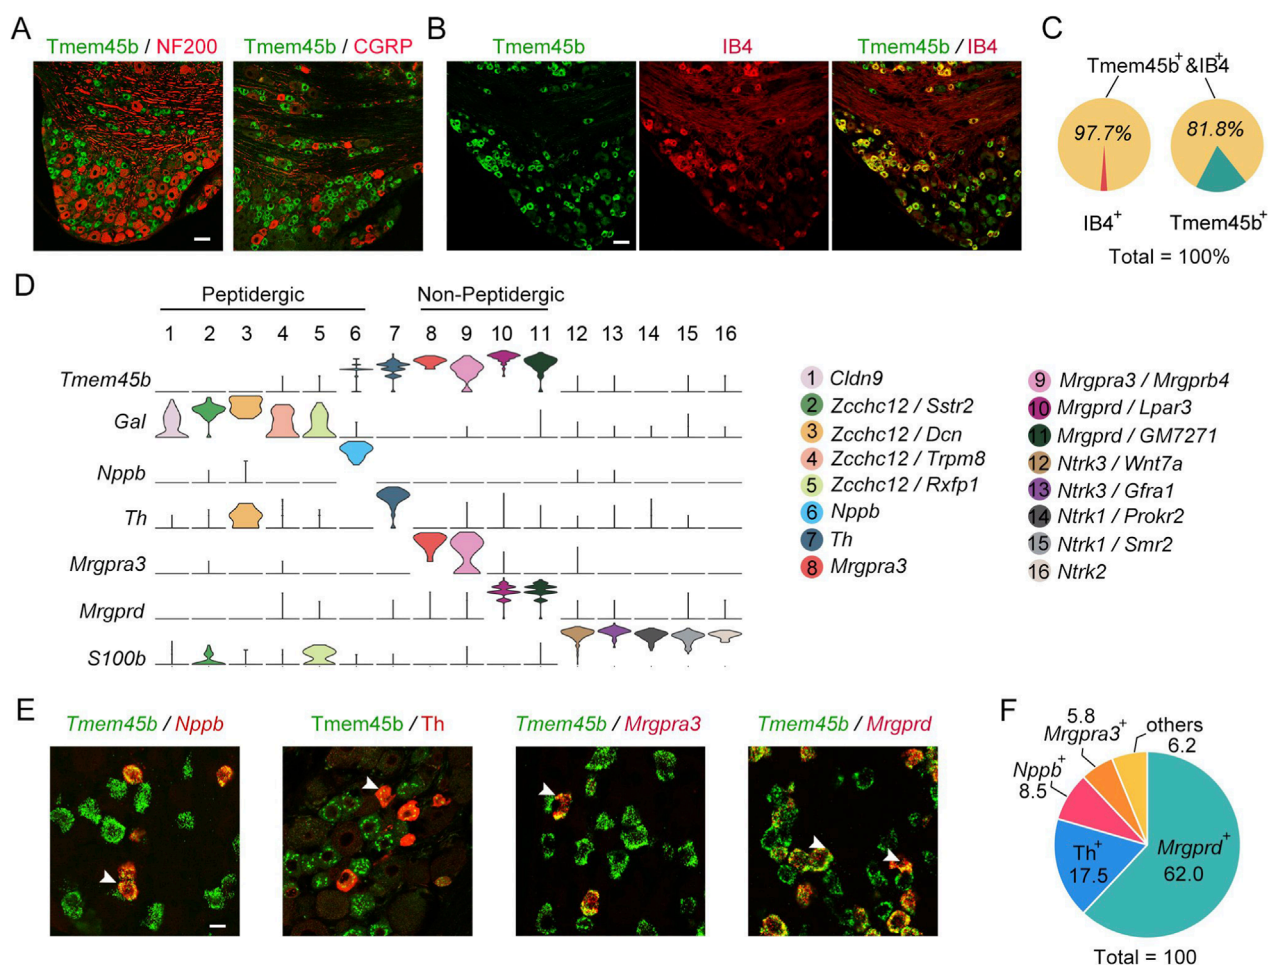 A
Tmem45b / NF200
Tmem45b / CGRP
B
Tmem45b
IB4
Tmem45b / IB4
C
Tmem45b+ & IB4+
97.7%
81.8%
IB4+
Tmem45b+
Total = 100%
D
Peptidergic
Non-Peptidergic
1 2 3 4 5 6 7 8 9 10 11 12 13 14 15 16
Tmem45b
Gal
Nppb
Th
Mrgpra3
Mrgprd
S100b
1 Cldn9
2 Zcchc12 / Sstr2
3 Zcchc12 / Dcn
4 Zcchc12 / Trpm8
5 Zcchc12 / Rxfp1
6 Nppb
7 Th
8 Mrgpra3
9 Mrgpra3 / Mrgprb4
10 Mrgprd / Lpar3
11 Mrgprd / GM7271
12 Ntrk3 / Wnt7a
13 Ntrk3 / Gfra1
14 Ntrk1 / Prokr2
15 Ntrk1 / Smr2
16 Ntrk2
E
Tmem45b / Nppb
Tmem45b / Th
Tmem45b / Mrgpra3
Tmem45b / Mrgprd
F
5.8
Mrgpra3+
others
6.2
Nppb+
8.5
Th+
17.5
Mrgprd+
62.0
Total = 100